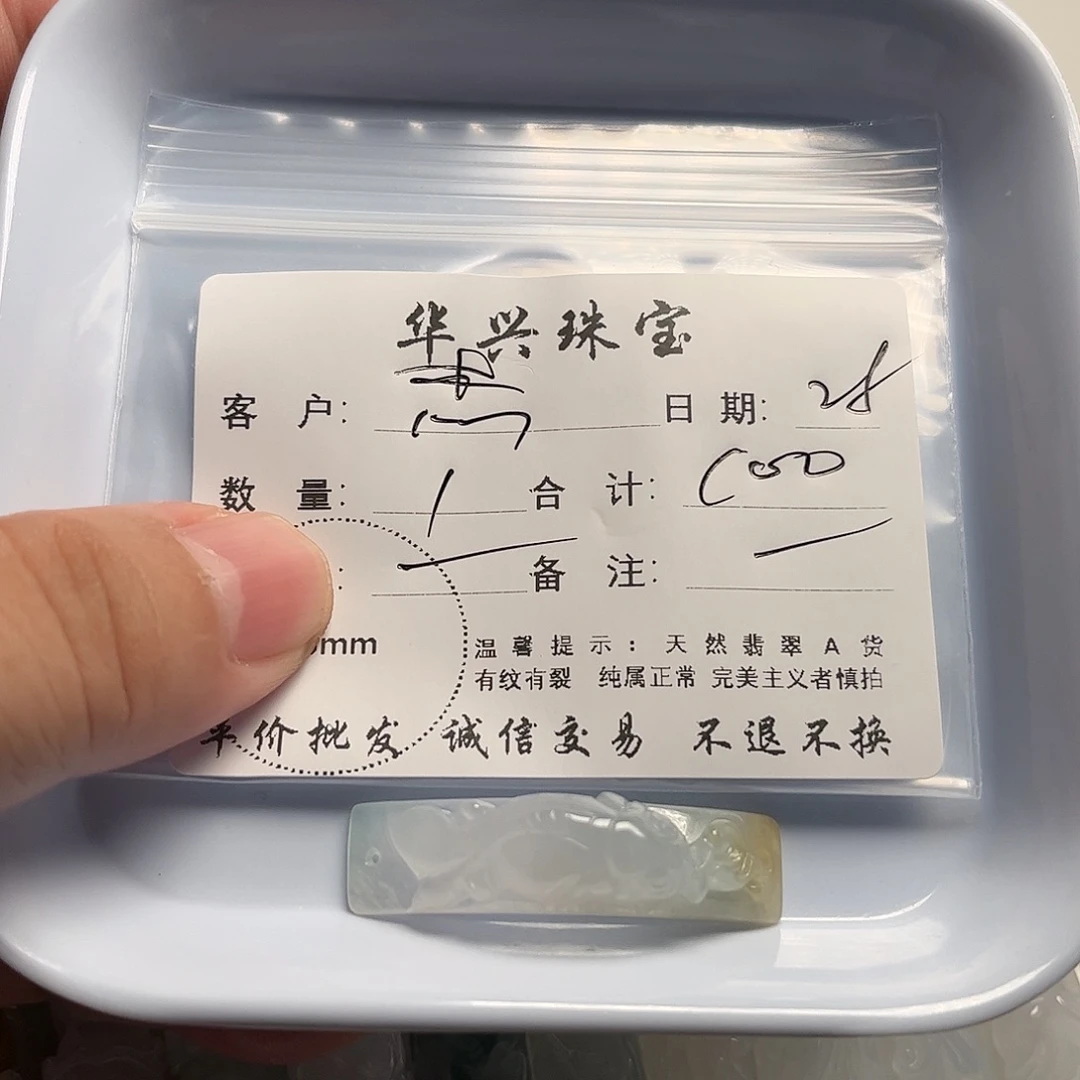 华兴珠宝
客 户： 日 期：28
数 量：1 合 计：600
： 备 注：
mm
温馨提示：天然翡翠A货
有纹有裂 纯属正常 完美主义者慎拍
平价批发 诚信交易 不退不换